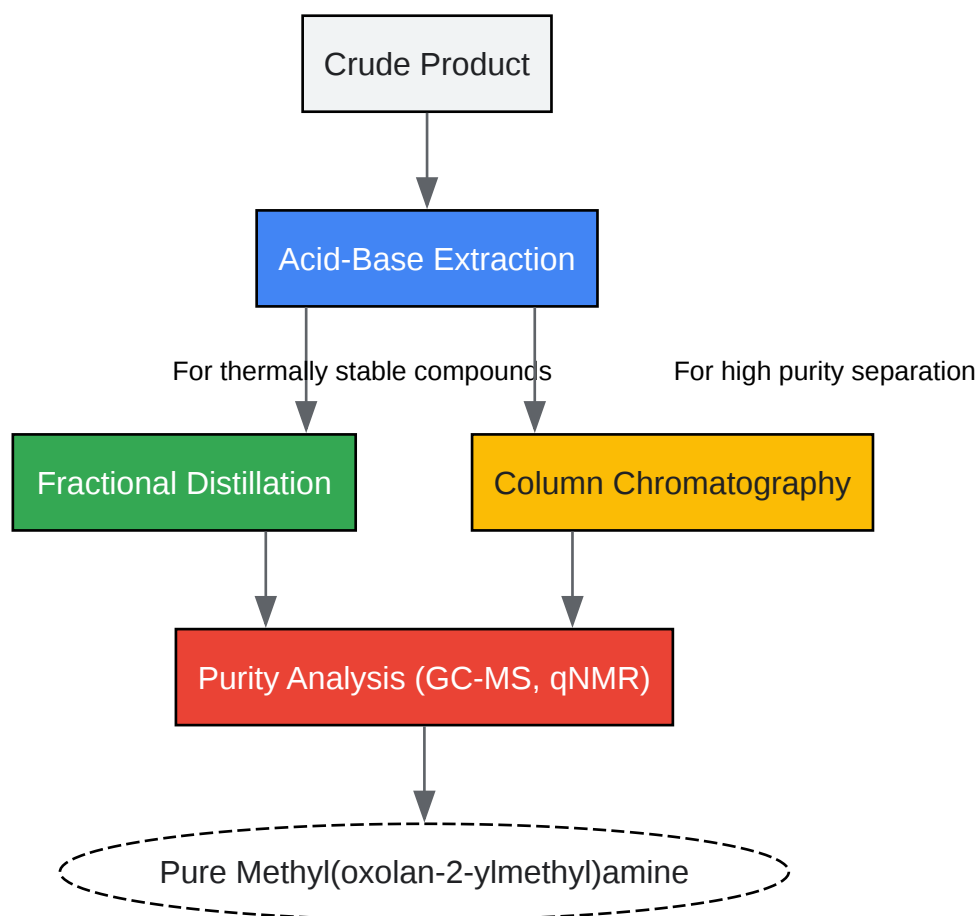 Crude Product
Acid-Base Extraction
For thermally stable compounds
For high purity separation
Fractional Distillation
Column Chromatography
Purity Analysis (GC-MS, qNMR)
Pure Methyl(oxolan-2-ylmethyl)amine